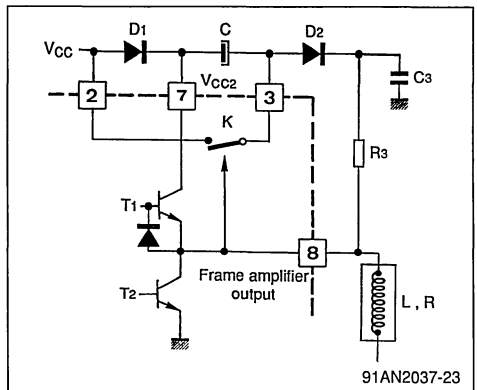 D1
C
D2
VCC
VCC2
2
7
3
C3
K
R3
T1
8
Frame amplifier
output
T2
L , R
91AN2037-23